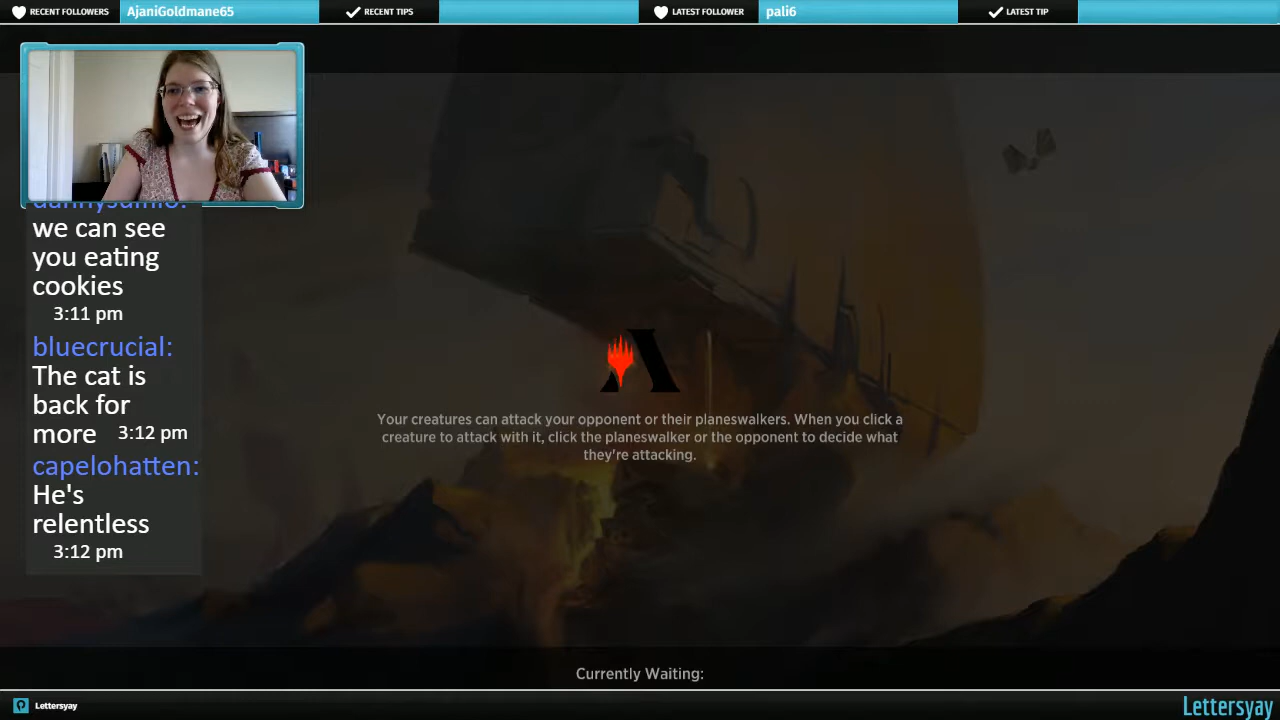 RECENT FOLLOWERS
AjaniGoldmane65
RECENT TIPS
LATEST FOLLOWER
pali6
LATEST TIP
we can see
you eating
cookies
3:11 pm
bluecrucial:
The cat is
back for
more 3:12 pm
capelohatten:
He's
relentless
3:12 pm
Your creatures can attack your opponent or their planeswalkers. When you click a
creature to attack with it, click the planeswalker or the opponent to decide what
they're attacking.
Currently Waiting:
Lettersyay
Lettersyay